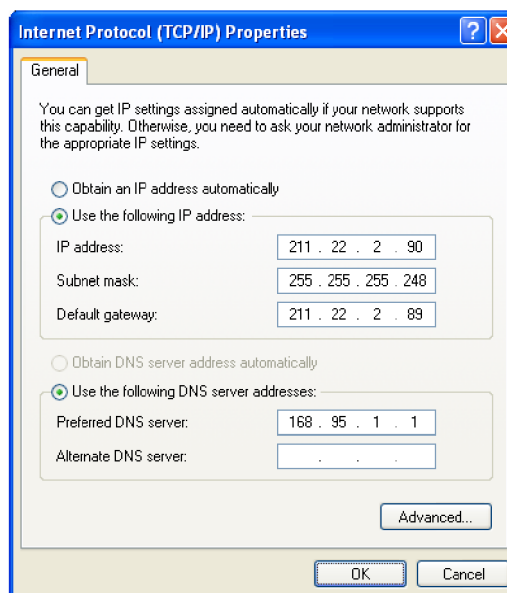 Internet Protocol (TCP/IP) Properties
General
You can get IP settings assigned automatically if your network supports
this capability. Otherwise, you need to ask your network administrator for
the appropriate IP settings.
Obtain an IP address automatically
Use the following IP address:
IP address: 211 . 22 . 2 . 90
Subnet mask: 255 . 255 . 255 . 248
Default gateway: 211 . 22 . 2 . 89
Obtain DNS server address automatically
Use the following DNS server addresses:
Preferred DNS server: 168 . 95 . 1 . 1
Alternate DNS server: . . .
Advanced...
OK Cancel